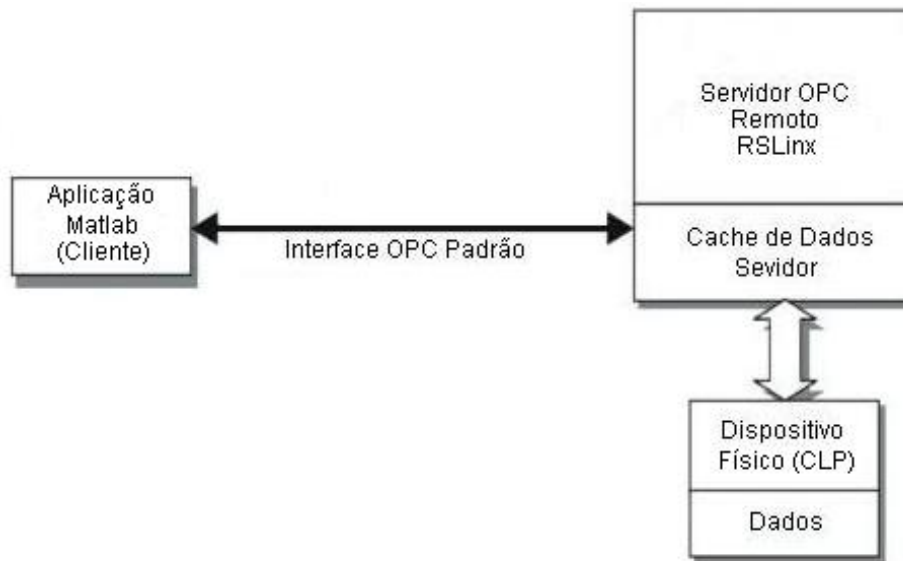 Servidor OPC
Remoto
RSLinx
Aplicação
Matlab
(Cliente)
Interface OPC Padrão
Cache de Dados
Sevidor
Dispositivo
Físico (CLP)
Dados